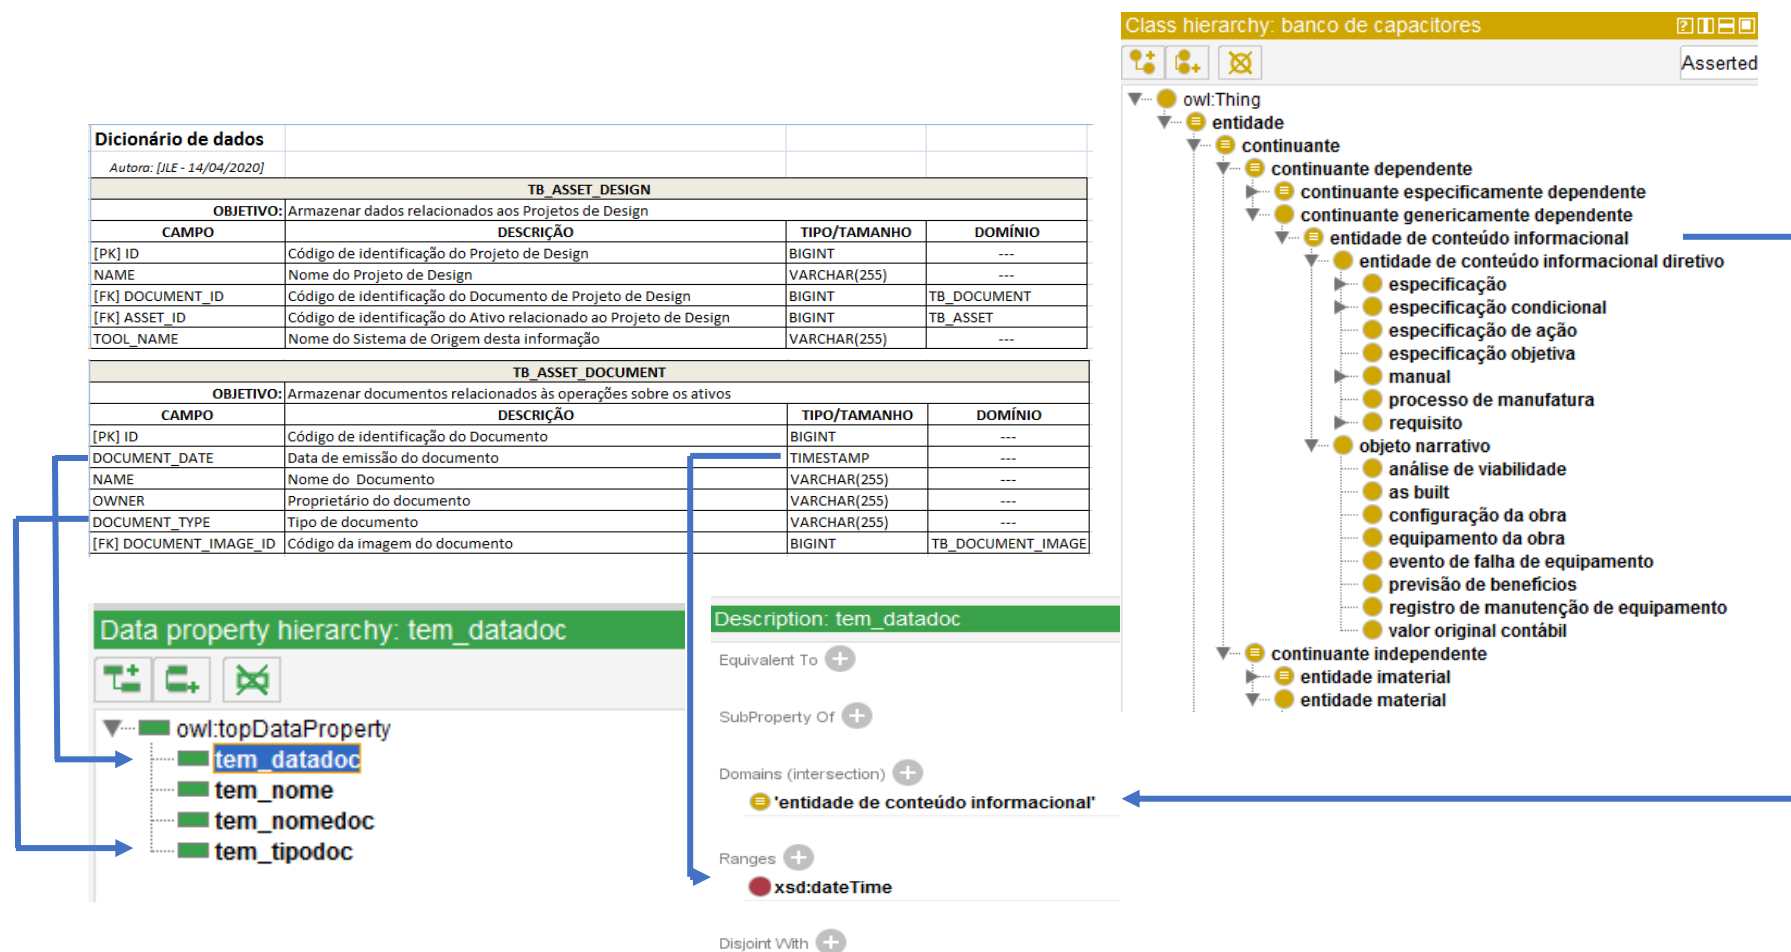 Class hierarchy: banco de capacitores
Asserted
owl:Thing
entidade
continuante
continuante dependente
continuante especificamente dependente
continuante genericamente dependente
entidade de conteúdo informacional
entidade de conteúdo informacional diretivo
especificação
especificação condicional
especificação de ação
especificação objetiva
manual
processo de manufatura
requisito
objeto narrativo
análise de viabilidade
as built
configuração da obra
equipamento da obra
evento de falha de equipamento
previsão de benefícios
registro de manutenção de equipamento
valor original contábil
continuante independente
entidade imaterial
entidade material
Dicionário de dados
Autora: [JLE - 14/04/2020]
TB_ASSET_DESIGN
OBJETIVO: Armazenar dados relacionados aos Projetos de Design
CAMPO DESCRIÇÃO TIPO/TAMANHO DOMÍNIO
[PK] ID Código de identificação do Projeto de Design BIGINT ---
NAME Nome do Projeto de Design VARCHAR(255) ---
[FK] DOCUMENT_ID Código de identificação do Documento de Projeto de Design BIGINT TB_DOCUMENT
[FK] ASSET_ID Código de identificação do Ativo relacionado ao Projeto de Design BIGINT TB_ASSET
TOOL_NAME Nome do Sistema de Origem desta informação VARCHAR(255) ---
TB_ASSET_DOCUMENT
OBJETIVO: Armazenar documentos relacionados às operações sobre os ativos
CAMPO DESCRIÇÃO TIPO/TAMANHO DOMÍNIO
[PK] ID Código de identificação do Documento BIGINT ---
DOCUMENT_DATE Data de emissão do documento TIMESTAMP ---
NAME Nome do Documento VARCHAR(255) ---
OWNER Proprietário do documento VARCHAR(255) ---
DOCUMENT_TYPE Tipo de documento VARCHAR(255) ---
[FK] DOCUMENT_IMAGE_ID Código da imagem do documento BIGINT TB_DOCUMENT_IMAGE
Data property hierarchy: tem_datadoc
owl:topDataProperty
tem_datadoc
tem_nome
tem_nomedoc
tem_tipodoc
Description: tem_datadoc
Equivalent To
SubProperty Of
Domains (intersection)
'entidade de conteúdo informacional'
Ranges
xsd:dateTime
Disjoint With